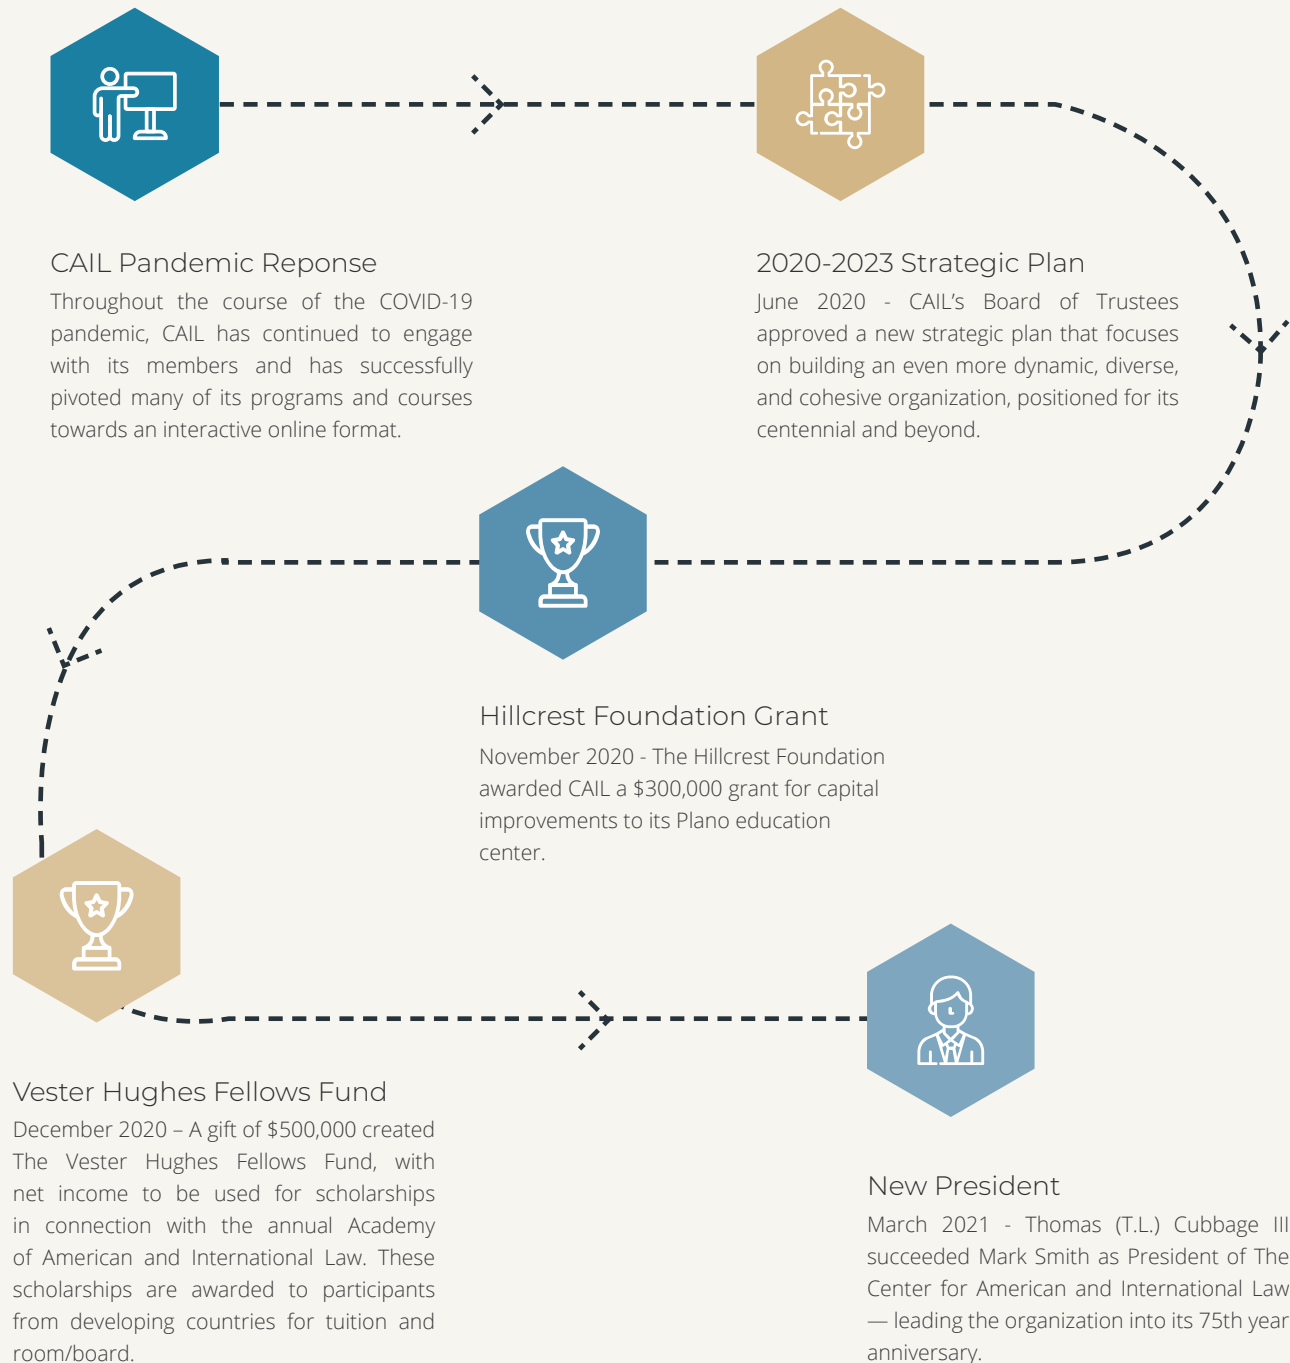 CAIL Pandemic Reponse
Throughout the course of the COVID-19
pandemic, CAIL has continued to engage
with its members and has successfully
pivoted many of its programs and courses
towards an interactive online format.
2020-2023 Strategic Plan
June 2020 - CAIL’s Board of Trustees
approved a new strategic plan that focuses
on building an even more dynamic, diverse,
and cohesive organization, positioned for its
centennial and beyond.
Hillcrest Foundation Grant
November 2020 - The Hillcrest Foundation
awarded CAIL a $300,000 grant for capital
improvements to its Plano education
center.
Vester Hughes Fellows Fund
December 2020 – A gift of $500,000 created
The Vester Hughes Fellows Fund, with
net income to be used for scholarships
in connection with the annual Academy
of American and International Law. These
scholarships are awarded to participants
from developing countries for tuition and
room/board.
New President
March 2021 - Thomas (T.L.) Cubbage III
succeeded Mark Smith as President of The
Center for American and International Law
— leading the organization into its 75th year
anniversary.